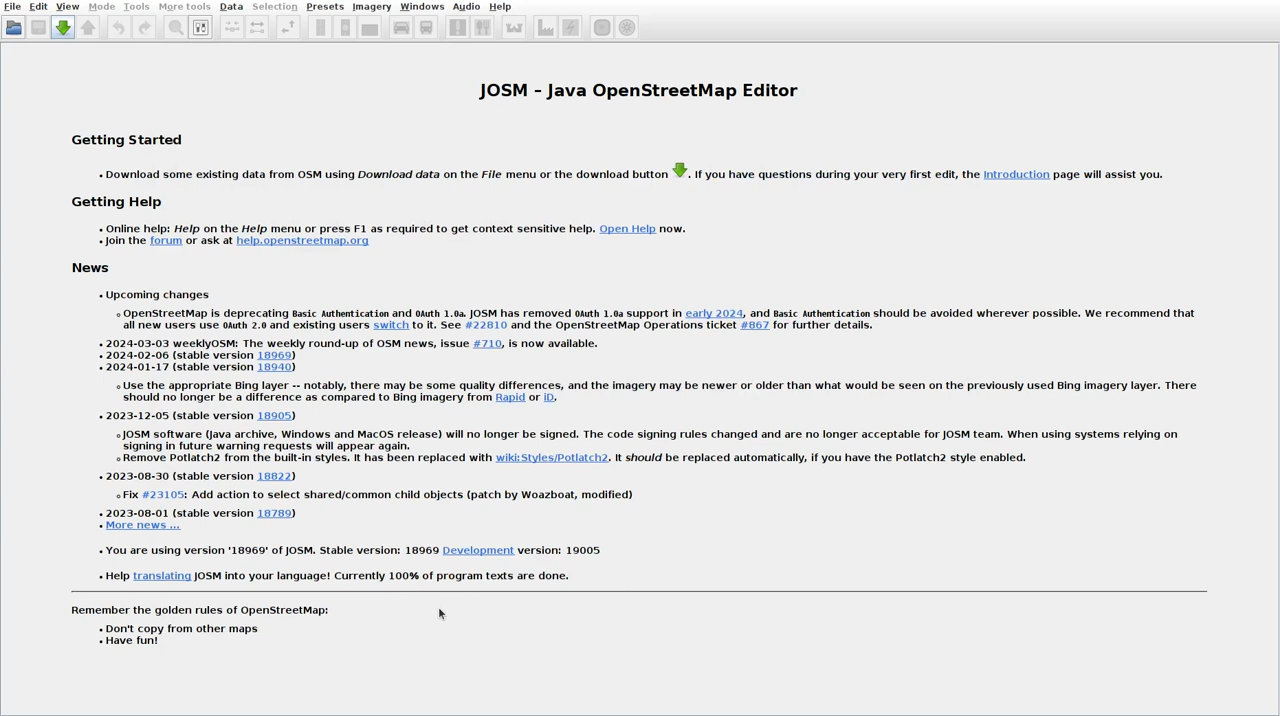 File Edit View Mode Tools More tools Data Selection Presets Imagery Windows Audio Help
JOSM – Java OpenStreetMap Editor
Getting Started
• Download some existing data from OSM using Download data on the File menu or the download button . If you have questions during your very first edit, the Introduction page will assist you.
Getting Help
• Online help: Help on the Help menu or press F1 as required to get context sensitive help. Open Help now.
• Join the forum or ask at help.openstreetmap.org
News
• Upcoming changes
◦ OpenStreetMap is deprecating Basic Authentication and OAuth 1.0a. JOSM has removed OAuth 1.0a support in early 2024, and Basic Authentication should be avoided wherever possible. We recommend that
all new users use OAuth 2.0 and existing users switch to it. See #22810 and the OpenStreetMap Operations ticket #867 for further details.
• 2024-03-03 weeklyOSM: The weekly round-up of OSM news, issue #710, is now available.
• 2024-02-06 (stable version 18969)
• 2024-01-17 (stable version 18940)
◦ Use the appropriate Bing layer -- notably, there may be some quality differences, and the imagery may be newer or older than what would be seen on the previously used Bing imagery layer. There
should no longer be a difference as compared to Bing imagery from Rapid or iD.
• 2023-12-05 (stable version 18905)
◦ JOSM software (Java archive, Windows and MacOS release) will no longer be signed. The code signing rules changed and are no longer acceptable for JOSM team. When using systems relying on
signing in future warning requests will appear again.
◦ Remove Potlatch2 from the built-in styles. It has been replaced with wiki:Styles/Potlatch2. It should be replaced automatically, if you have the Potlatch2 style enabled.
• 2023-08-30 (stable version 18822)
◦ Fix #23105: Add action to select shared/common child objects (patch by Woazboat, modified)
• 2023-08-01 (stable version 18789)
• More news ...
• You are using version '18969' of JOSM. Stable version: 18969 Development version: 19005
• Help translating JOSM into your language! Currently 100% of program texts are done.
Remember the golden rules of OpenStreetMap:
• Don't copy from other maps
• Have fun!